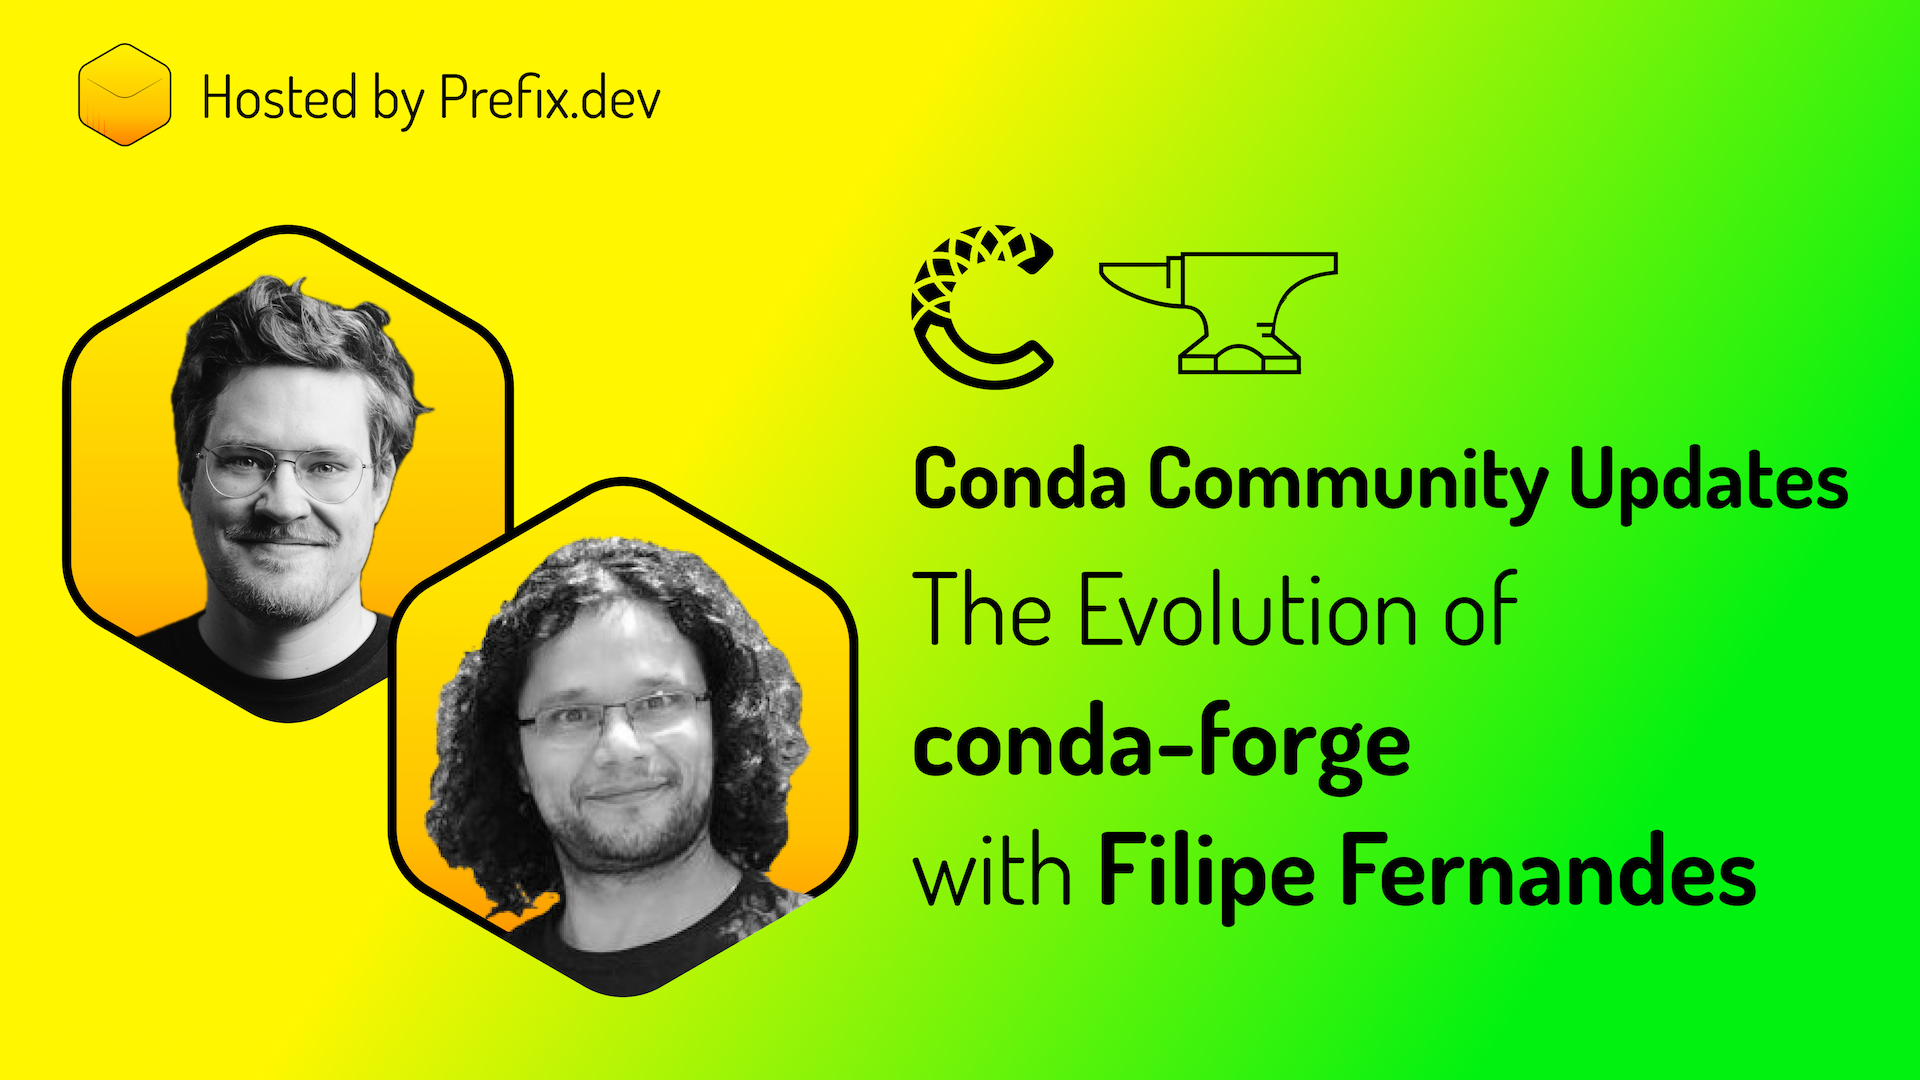 Hosted by Prefix.dev
Conda Community Updates
The Evolution of
conda-forge
with Filipe Fernandes